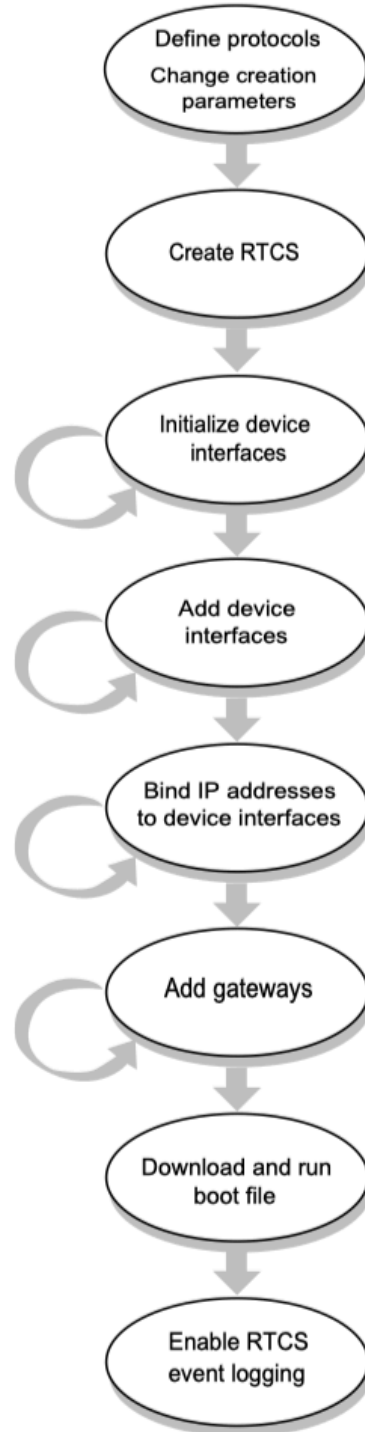 Define protocols
Change creation
parameters
Create RTCS
Initialize device
interfaces
Add device
interfaces
Bind IP addresses
to device interfaces
Add gateways
Download and run
boot file
Enable RTCS
event logging